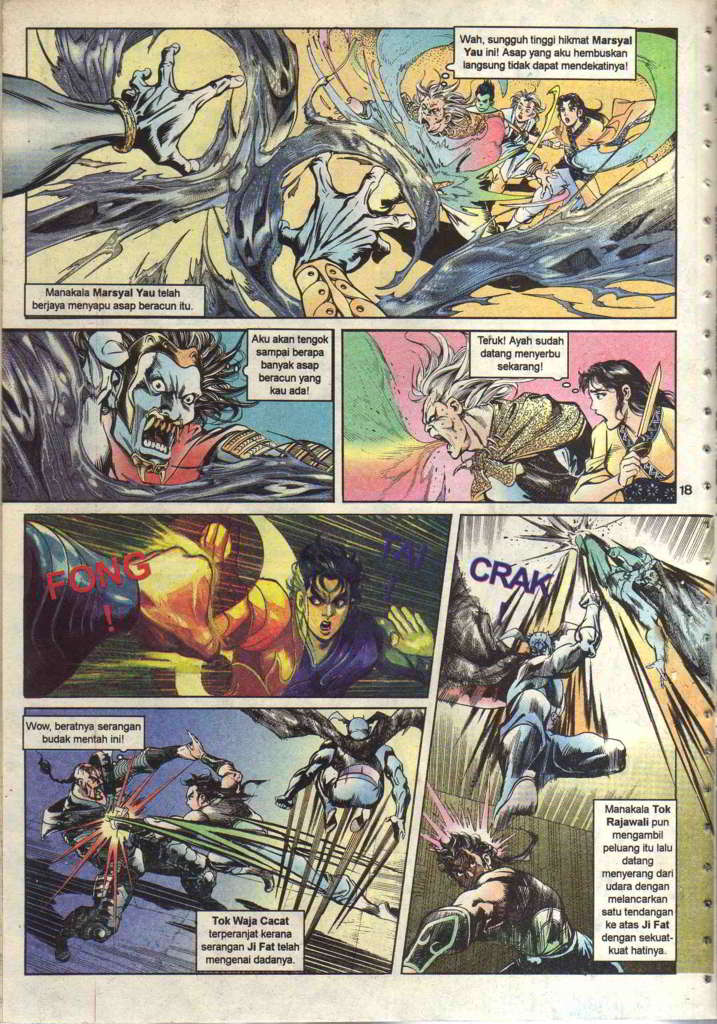 Wah, sungguh tinggi hikmat Marsyal
Yau ini! Asap yang aku hembuskan
langsung tidak dapat mendekatinya!
Manakala Marsyal Yau telah
berjaya menyapu asap beracun itu.
Aku akan tengok
sampai berapa
banyak asap
beracun yang
kau ada!
Teruk! Ayah sudah
datang menyerbu
sekarang!
18
FONG
!
TAI
!
CRAK
!
Wow, beratnya serangan
budak mentah ini!
Tok Waja Cacat
terperanjat kerana
serangan Ji Fat telah
mengenai dadanya.
Manakala Tok
Rajawali pun
mengambil
peluang itu lalu
datang
menyerang dari
udara dengan
melancarkan
satu tendangan
ke atas Ji Fat
dengan sekuat-
kuat hatinya.